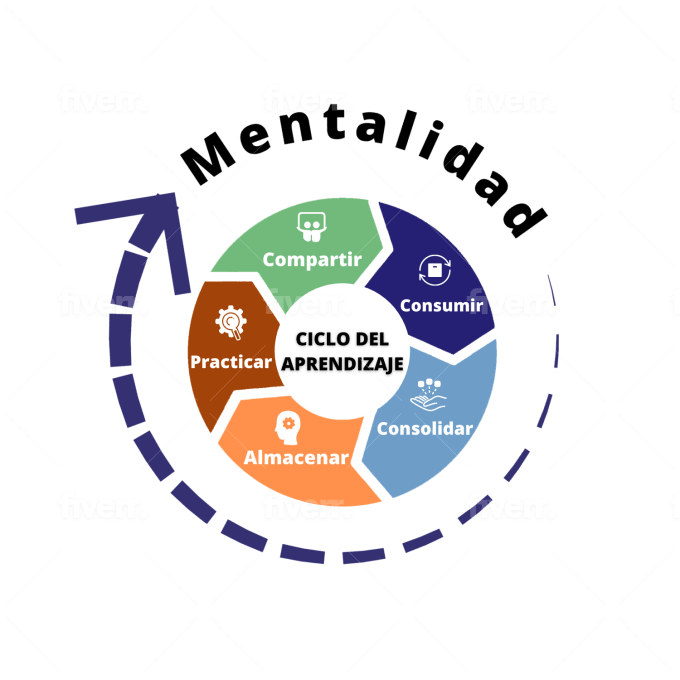 Mentalidad
Compartir
Consumir
CICLO DEL
APRENDIZAJE
Practicar
Consolidar
Almacenar
fiverr.
fiverr.
fiverr.
fiverr.
fiverr.
fiverr.
fiverr.
fiverr.
fiverr.